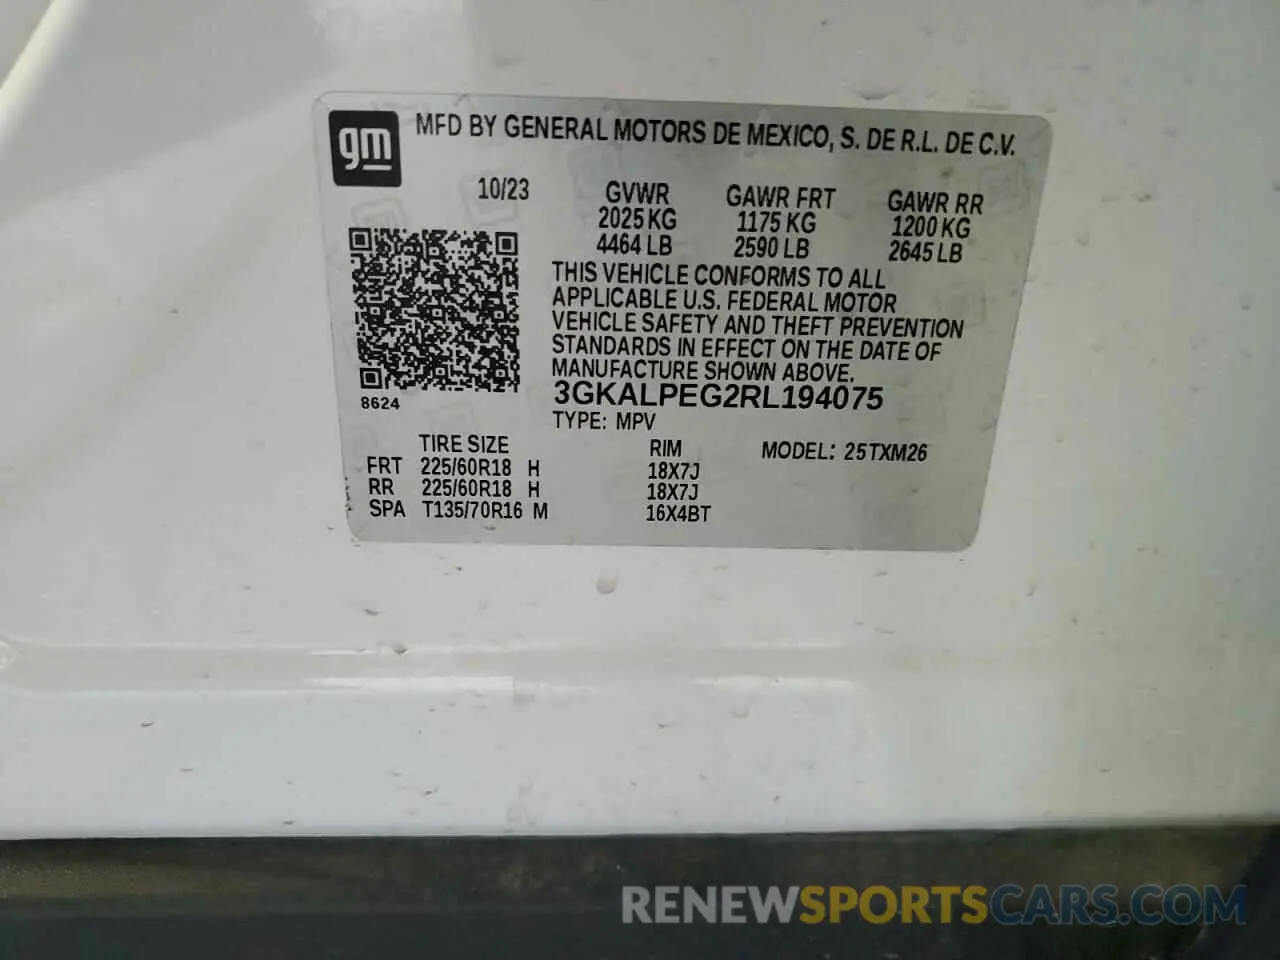 gm
MFD BY GENERAL MOTORS DE MEXICO, S. DE R.L. DE C.V.
10/23
GVWR GAWR FRT GAWR RR
2025 KG 1175 KG 1200 KG
4464 LB 2590 LB 2645 LB
THIS VEHICLE CONFORMS TO ALL
APPLICABLE U.S. FEDERAL MOTOR
VEHICLE SAFETY AND THEFT PREVENTION
STANDARDS IN EFFECT ON THE DATE OF
MANUFACTURE SHOWN ABOVE.
3GKALPEG2RL194075
8624
TYPE: MPV
TIRE SIZE RIM MODEL: 25TXM26
FRT 225/60R18 H 18X7J
RR 225/60R18 H 18X7J
SPA T135/70R16 M 16X4BT
RENEWSPORTSCARS.COM